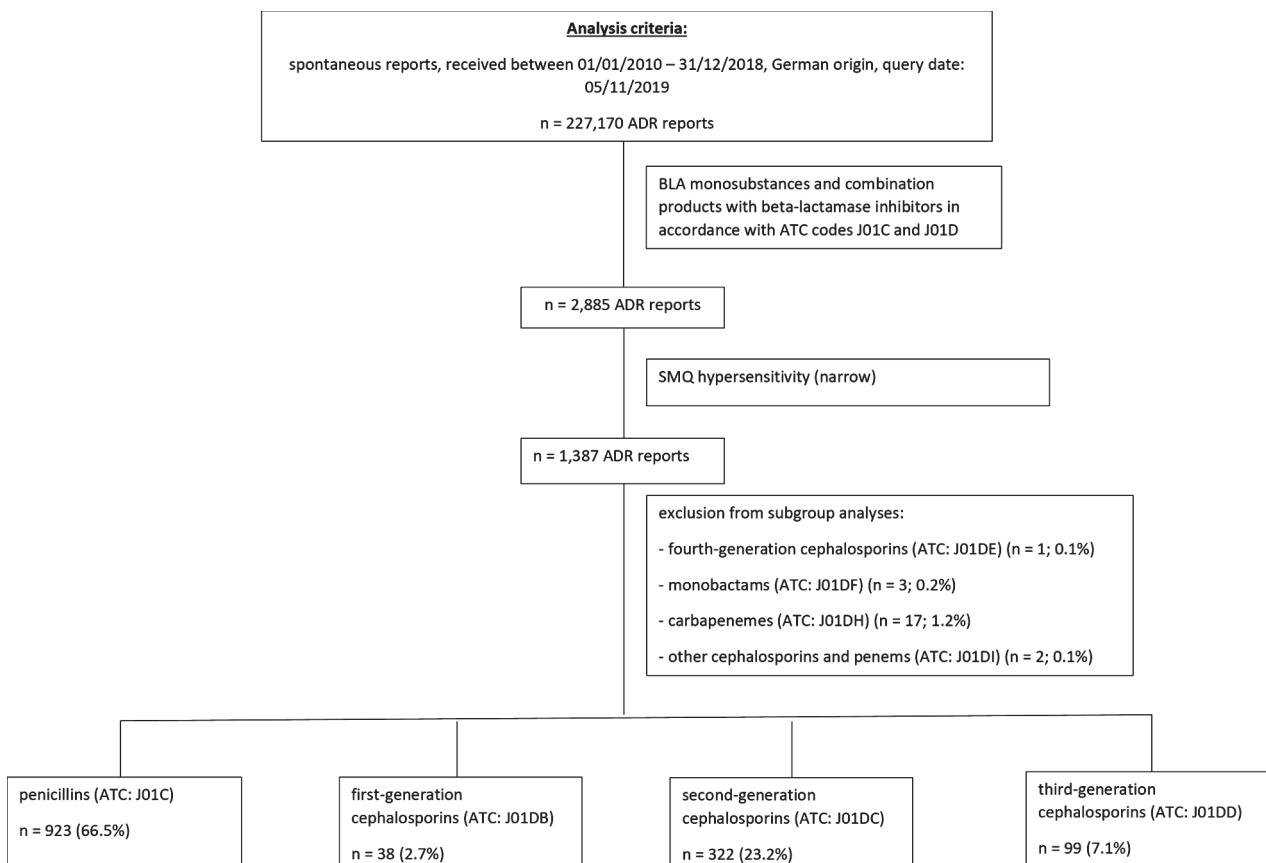 Analysis criteria:
spontaneous reports, received between 01/01/2010 – 31/12/2018, German origin, query date:
05/11/2019
n = 227,170 ADR reports
BLA monosubstances and combination
products with beta-lactamase inhibitors in
accordance with ATC codes J01C and J01D
n = 2,885 ADR reports
SMQ hypersensitivity (narrow)
n = 1,387 ADR reports
exclusion from subgroup analyses:
- fourth-generation cephalosporins (ATC: J01DE) (n = 1; 0.1%)
- monobactams (ATC: J01DF) (n = 3; 0.2%)
- carbapenemes (ATC: J01DH) (n = 17; 1.2%)
- other cephalosporins and penems (ATC: J01DI) (n = 2; 0.1%)
penicillins (ATC: J01C)
n = 923 (66.5%)
first-generation
cephalosporins (ATC: J01DB)
n = 38 (2.7%)
second-generation
cephalosporins (ATC: J01DC)
n = 322 (23.2%)
third-generation
cephalosporins (ATC: J01DD)
n = 99 (7.1%)